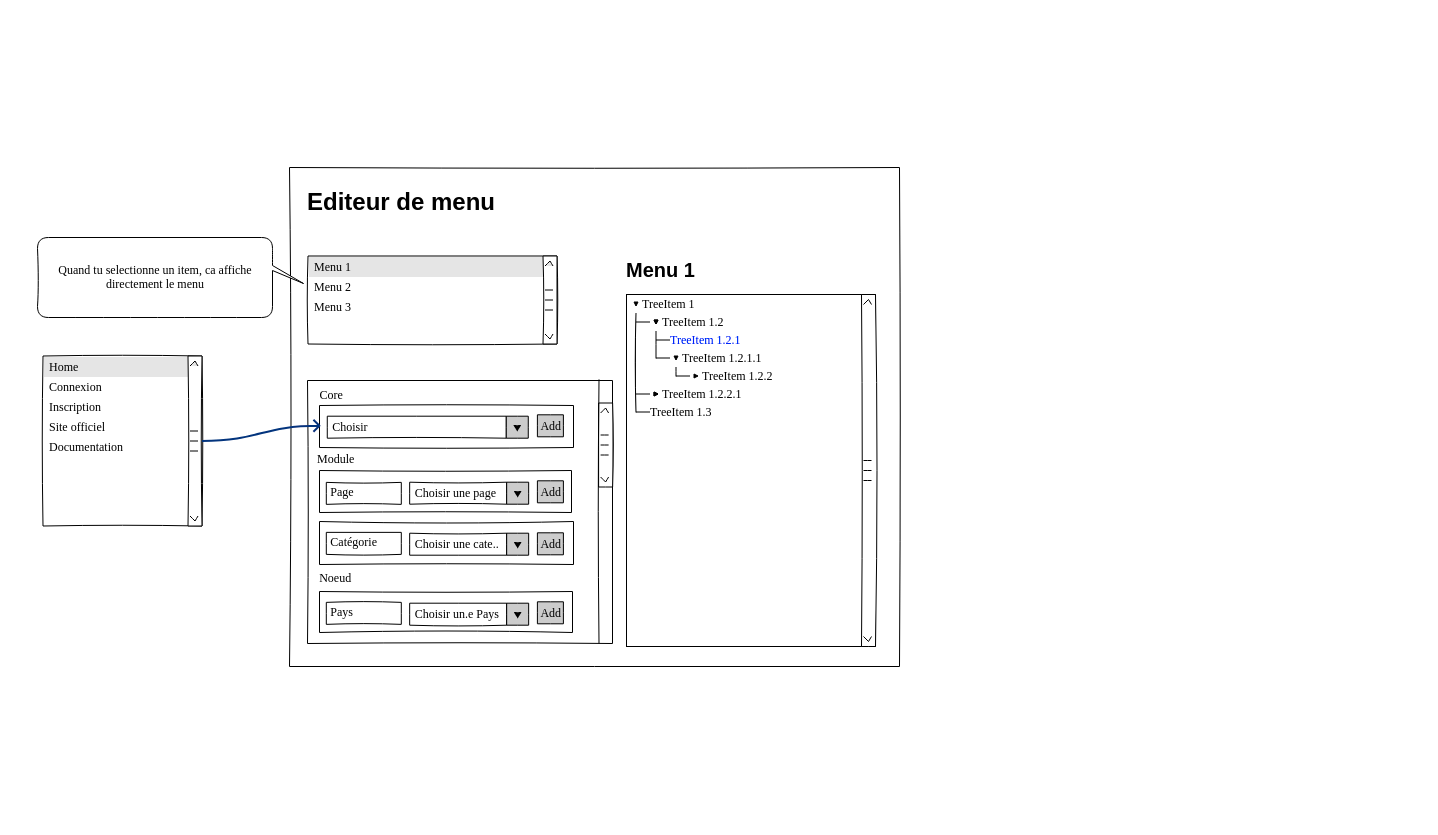 Editeur de menu
Quand tu selectionne un item, ca affiche
directement le menu
Menu 1
Menu 2
Menu 3
Home
Connexion
Inscription
Site officiel
Documentation
Core
Choisir Add
Module
Page Choisir une page Add
Catégorie Choisir une cate.. Add
Noeud
Pays Choisir un.e Pays Add
Menu 1
TreeItem 1
TreeItem 1.2
TreeItem 1.2.1
TreeItem 1.2.1.1
TreeItem 1.2.2
TreeItem 1.2.2.1
TreeItem 1.3